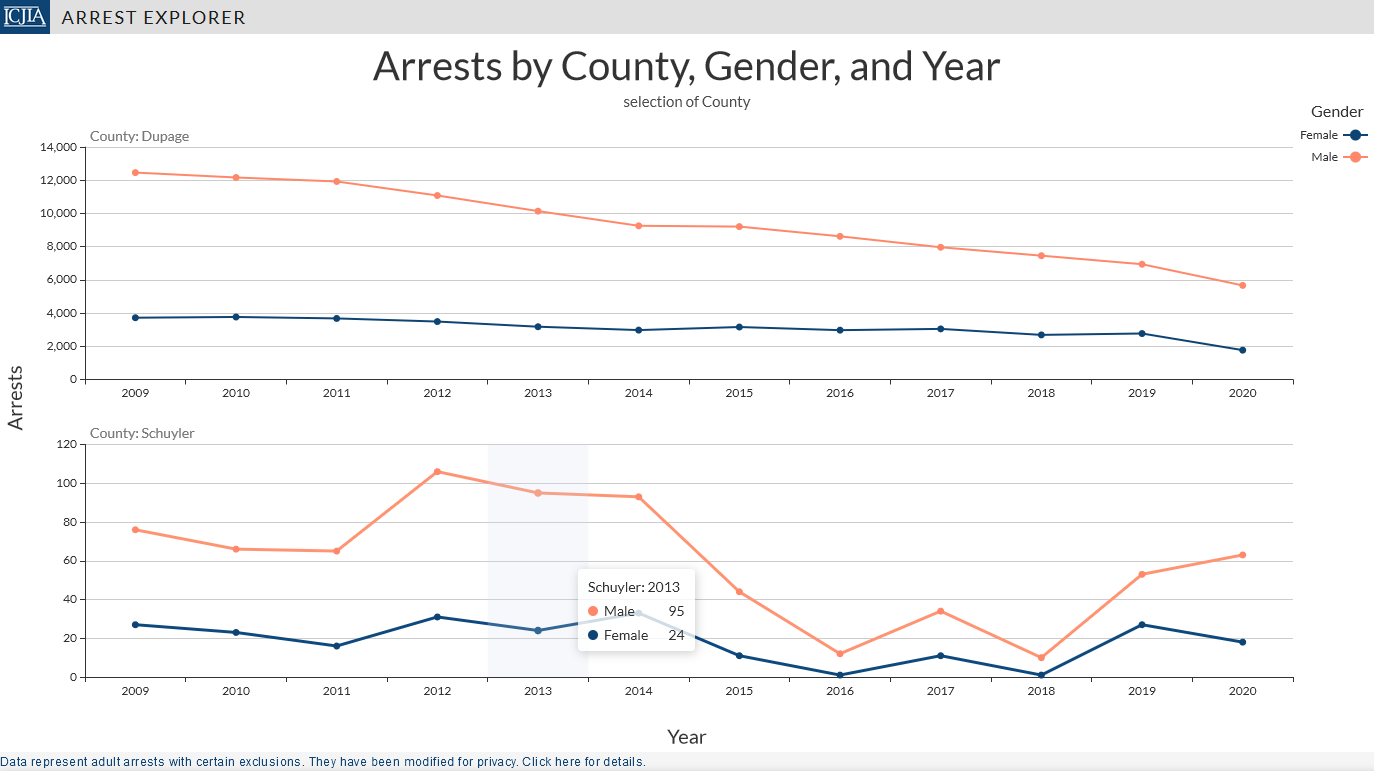 ICJIA ARREST EXPLORER
Arrests by County, Gender, and Year
selection of County
Gender
Female
Male
Arrests
County: Dupage
14,000
12,000
10,000
8,000
6,000
4,000
2,000
0
2009 2010 2011 2012 2013 2014 2015 2016 2017 2018 2019 2020
County: Schuyler
120
100
80
60
40
20
0
Schuyler: 2013
Male 95
Female 24
2009 2010 2011 2012 2013 2014 2015 2016 2017 2018 2019 2020
Year
Data represent adult arrests with certain exclusions. They have been modified for privacy. Click here for details.